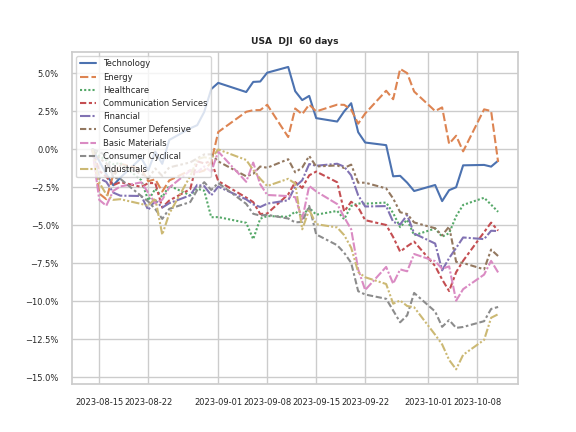 USA DJI 60 days
Technology
Energy
Healthcare
Communication Services
Financial
Consumer Defensive
Basic Materials
Consumer Cyclical
Industrials
5.0%
2.5%
0.0%
−2.5%
−5.0%
−7.5%
−10.0%
−12.5%
−15.0%
2023-08-15 2023-08-22 2023-09-01 2023-09-08 2023-09-15 2023-09-22 2023-10-01 2023-10-08